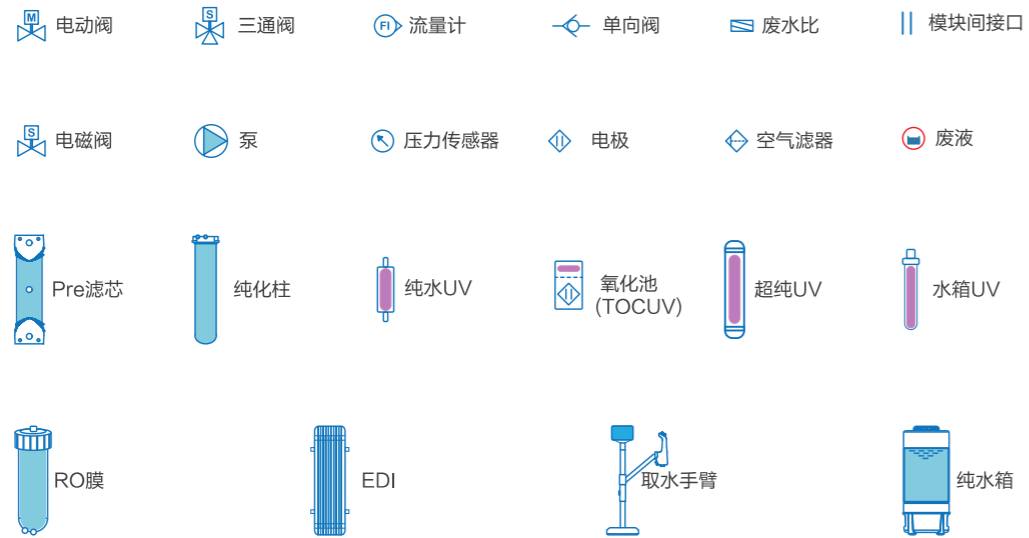 M 电动阀
S 三通阀
FI 流量计
单向阀
废水比
模块间接口
S 电磁阀
泵
压力传感器
电极
空气滤器
废液
Pre滤芯
纯化柱
纯水UV
氧化池
(TOCUV)
超纯UV
水箱UV
RO膜
EDI
取水手臂
纯水箱